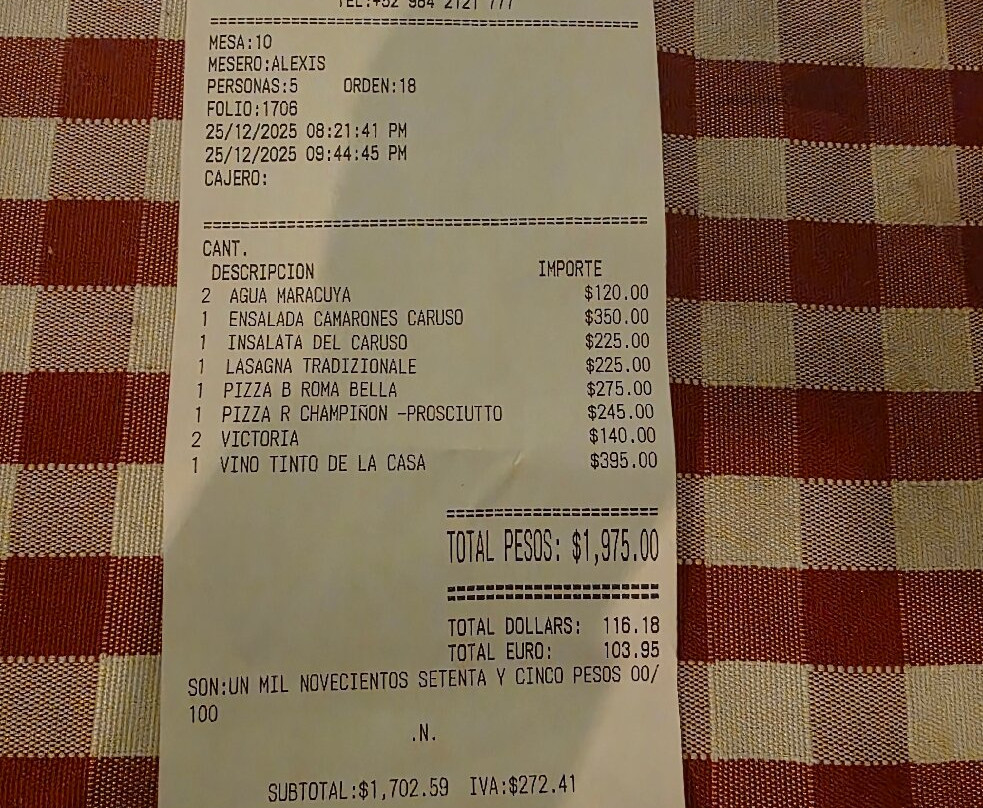 TEL:+52 984 2121 777
==================================================
MESA:10
MESERO:ALEXIS
PERSONAS:5 ORDEN:18
FOLIO:1706
25/12/2025 08:21:41 PM
25/12/2025 09:44:45 PM
CAJERO:
==================================================
CANT.
DESCRIPCION IMPORTE
2 AGUA MARACUYA $120.00
1 ENSALADA CAMARONES CARUSO $350.00
1 INSALATA DEL CARUSO $225.00
1 LASAGNA TRADIZIONALE $225.00
1 PIZZA B ROMA BELLA $275.00
1 PIZZA R CHAMPIÑON -PROSCIUTTO $245.00
2 VICTORIA $140.00
1 VINO TINTO DE LA CASA $395.00
========================
TOTAL PESOS: $1,975.00
========================
TOTAL DOLLARS: 116.18
TOTAL EURO: 103.95
SON:UN MIL NOVECIENTOS SETENTA Y CINCO PESOS 00/
100
.N.
SUBTOTAL:$1,702.59 IVA:$272.41